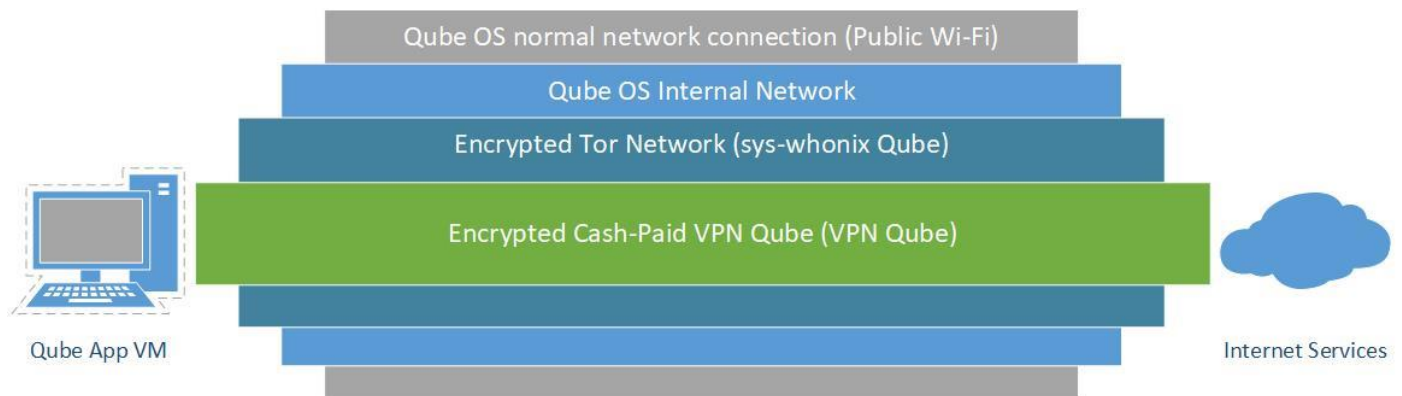 Qube OS normal network connection (Public Wi-Fi)
Qube OS Internal Network
Encrypted Tor Network (sys-whonix Qube)
Encrypted Cash-Paid VPN Qube (VPN Qube)
Qube App VM
Internet Services